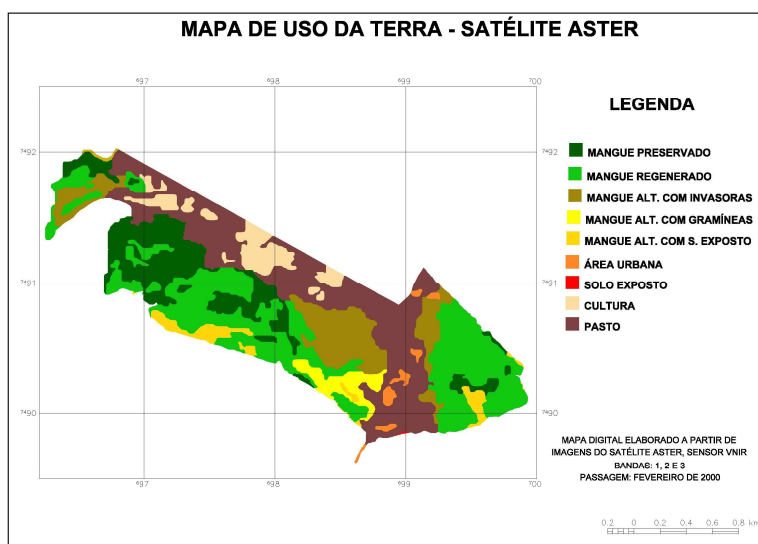 MAPA DE USO DA TERRA - SATÉLITE ASTER
⁶97 ⁶98 ⁶99 ⁷00
⁷⁴92
⁷⁴91
⁷⁴90
⁷⁴92
⁷⁴91
⁷⁴90
⁶97 ⁶98 ⁶99 ⁷00
LEGENDA
MANGUE PRESERVADO
MANGUE REGENERADO
MANGUE ALT. COM INVASORAS
MANGUE ALT. COM GRAMÍNEAS
MANGUE ALT. COM S. EXPOSTO
ÁREA URBANA
SOLO EXPOSTO
CULTURA
PASTO
MAPA DIGITAL ELABORADO A PARTIR DE
IMAGENS DO SATÉLITE ASTER, SENSOR VNIR
BANDAS: 1, 2 E 3
PASSAGEM: FEVEREIRO DE 2000
0.2 0 0.2 0.4 0.6 0.8 km